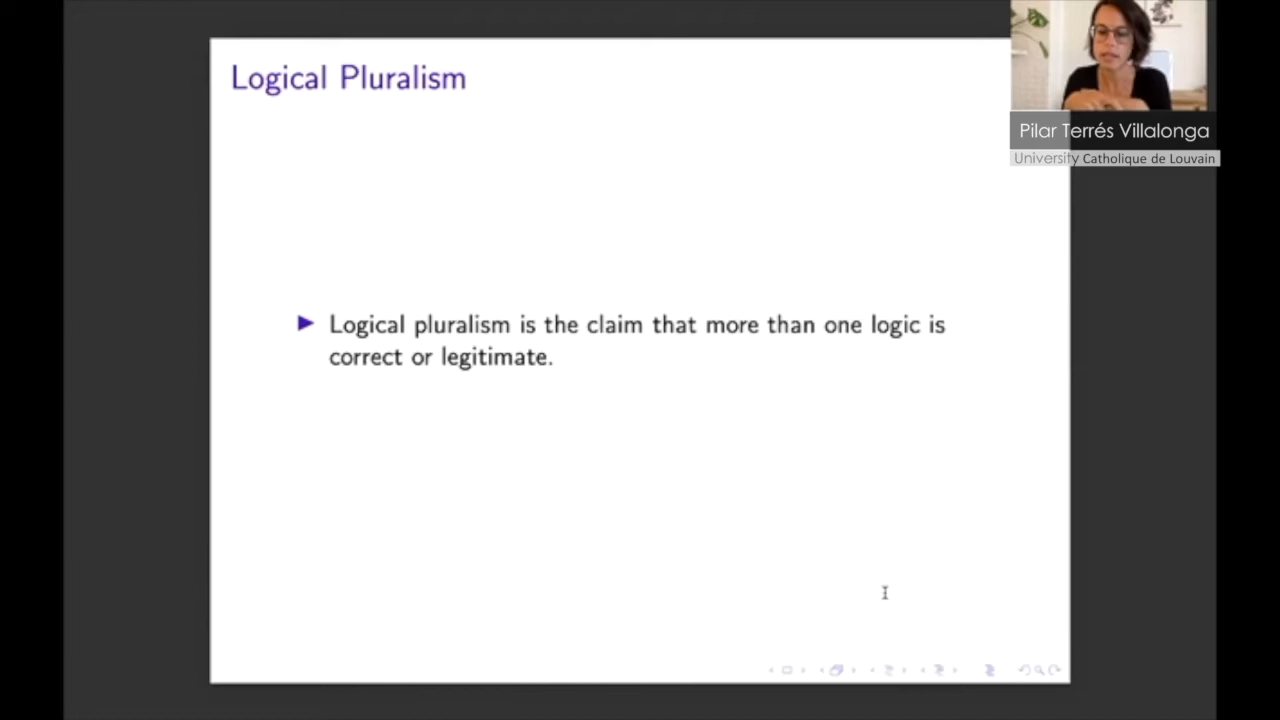 Logical Pluralism
Pilar Terrés Villalonga
University Catholique de Louvain
Logical pluralism is the claim that more than one logic is
correct or legitimate.